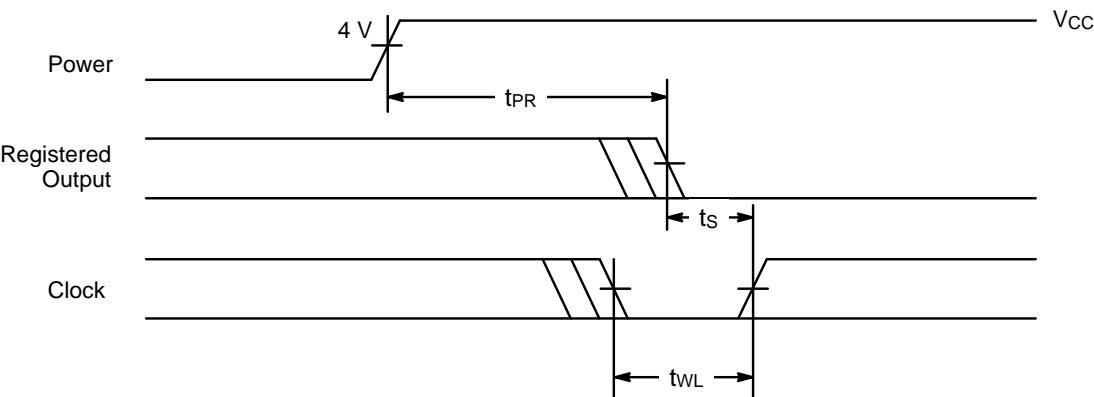 4 V
VCC
Power
tPR
Registered
Output
tS
Clock
tWL